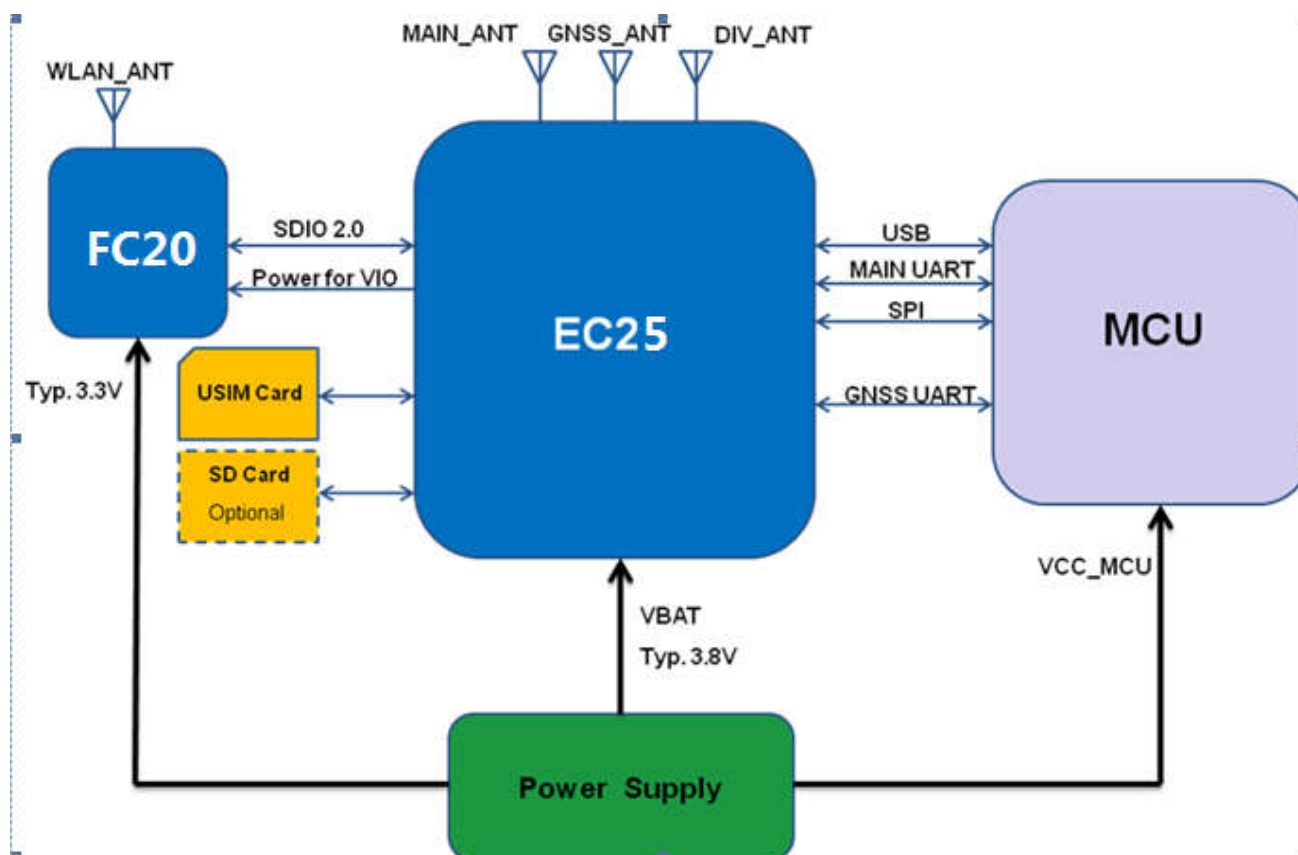 MAIN_ANT GNSS_ANT DIV_ANT
WLAN_ANT
FC20
SDIO 2.0
Power for VIO
EC25
USB
MAIN UART
SPI
GNSS UART
MCU
Typ. 3.3V
USIM Card
SD Card
Optional
VBAT
Typ. 3.8V
VCC_MCU
Power Supply